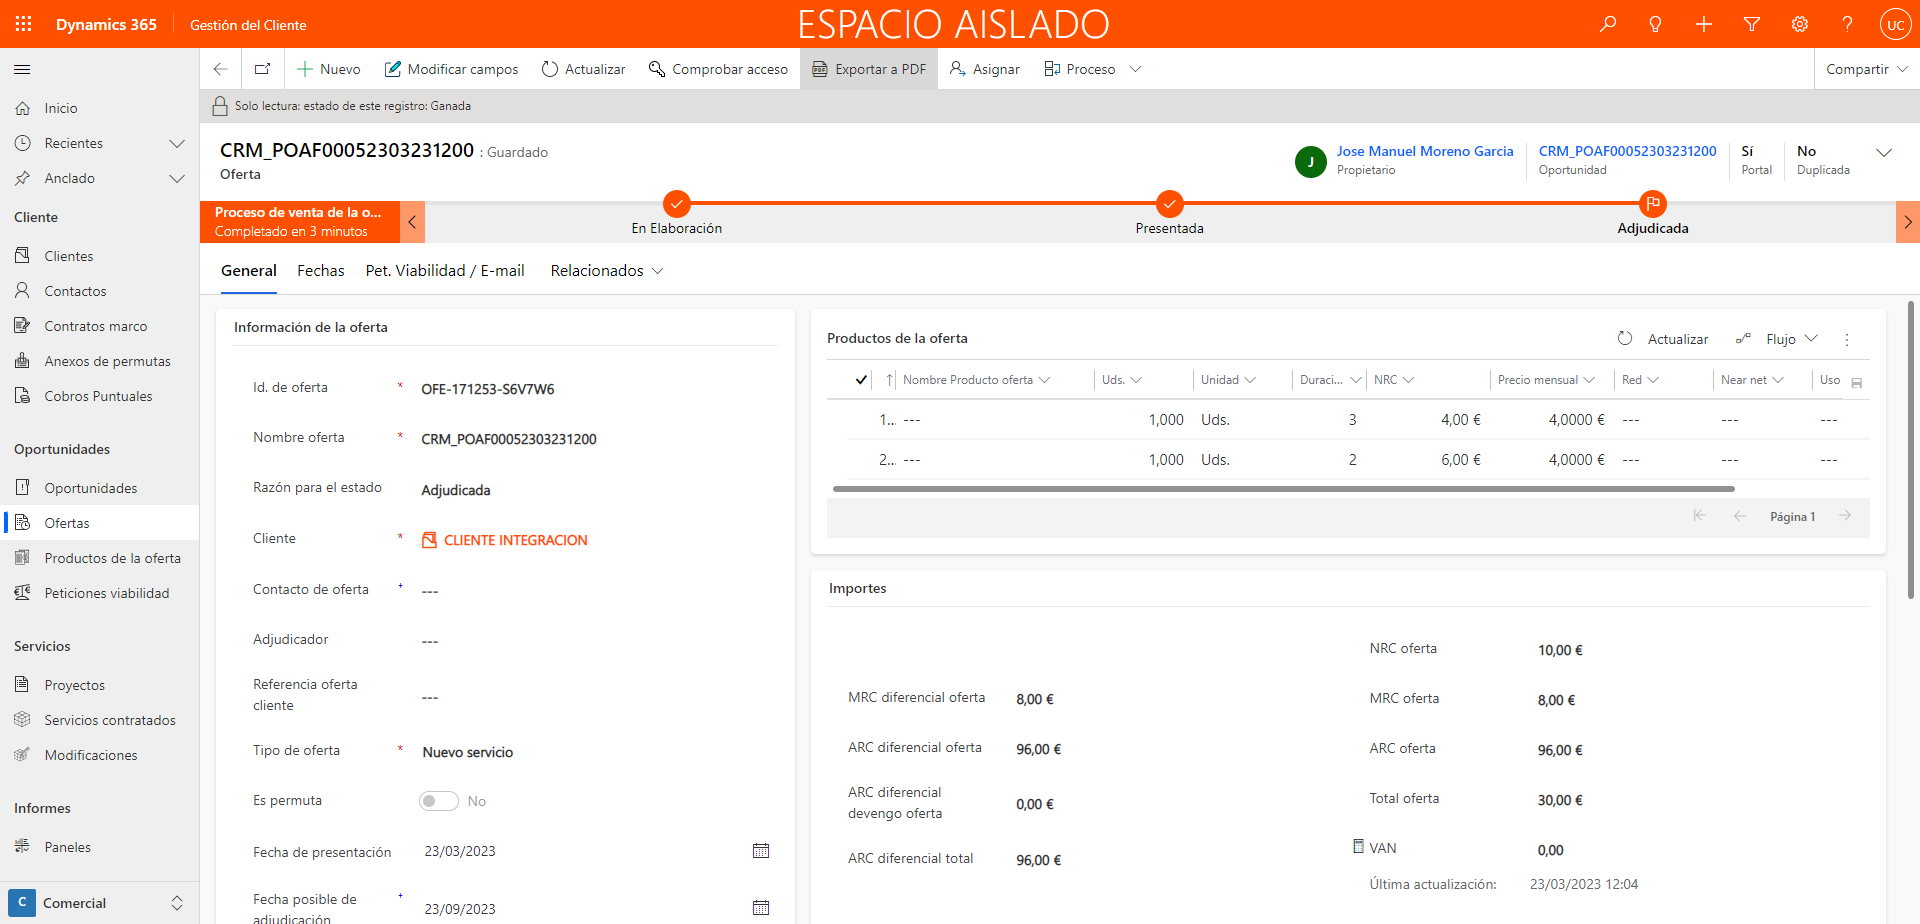 Dynamics 365
Gestión del Cliente
ESPACIO AISLADO
UC
Nuevo
Modificar campos
Actualizar
Comprobar acceso
Exportar a PDF
Asignar
Proceso
Compartir
Solo lectura: estado de este registro: Ganada
Inicio
Recientes
Anclado
Cliente
Clientes
Contactos
Contratos marco
Anexos de permutas
Cobros Puntuales
Oportunidades
Oportunidades
Ofertas
Productos de la oferta
Peticiones viabilidad
Servicios
Proyectos
Servicios contratados
Modificaciones
Informes
Paneles
C Comercial
CRM_POAF00052303231200 : Guardado
Oferta
J
Jose Manuel Moreno Garcia
Propietario
CRM_POAF00052303231200
Oportunidad
Sí
Portal
No
Duplicada
Proceso de venta de la o...
Completado en 3 minutos
En Elaboración
Presentada
Adjudicada
General
Fechas
Pet. Viabilidad / E-mail
Relacionados
Información de la oferta
Id. de oferta * OFE-171253-S6V7W6
Nombre oferta * CRM_POAF00052303231200
Razón para el estado Adjudicada
Cliente * CLIENTE INTEGRACION
Contacto de oferta + ---
Adjudicador ---
Referencia oferta
cliente ---
Tipo de oferta * Nuevo servicio
Es permuta No
Fecha de presentación 23/03/2023
Fecha posible de
adjudicación + 23/09/2023
Productos de la oferta
Actualizar
Flujo
Nombre Producto oferta Uds. Unidad Duraci... NRC Precio mensual Red Near net Uso
1... --- 1,000 Uds. 3 4,00 € 4,0000 € --- --- ---
2... --- 1,000 Uds. 2 6,00 € 4,0000 € --- --- ---
Página 1
Importes
MRC diferencial oferta 8,00 €
ARC diferencial oferta 96,00 €
ARC diferencial
devengo oferta 0,00 €
ARC diferencial total 96,00 €
NRC oferta 10,00 €
MRC oferta 8,00 €
ARC oferta 96,00 €
Total oferta 30,00 €
VAN 0,00
Última actualización: 23/03/2023 12:04